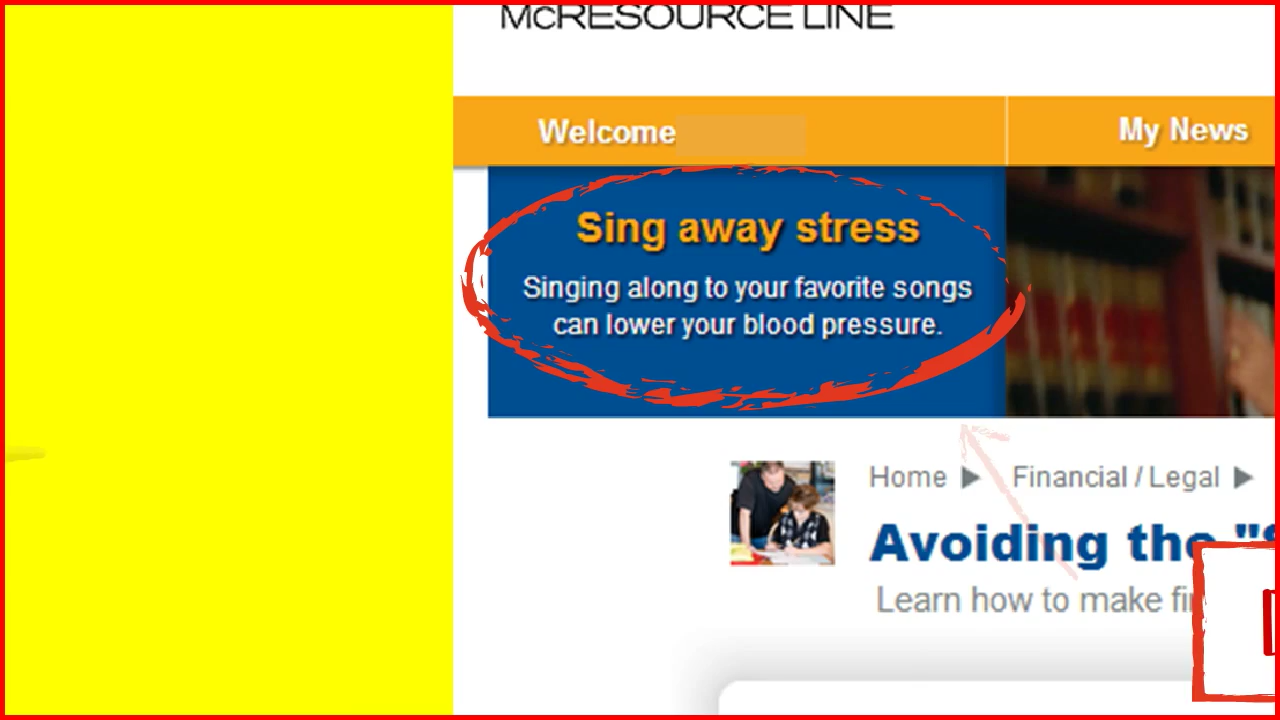 McRESOURCE LINE
Welcome
My News
Sing away stress
Singing along to your favorite songs
can lower your blood pressure.
Home ▶ Financial / Legal ▶
Avoiding the
Learn how to make